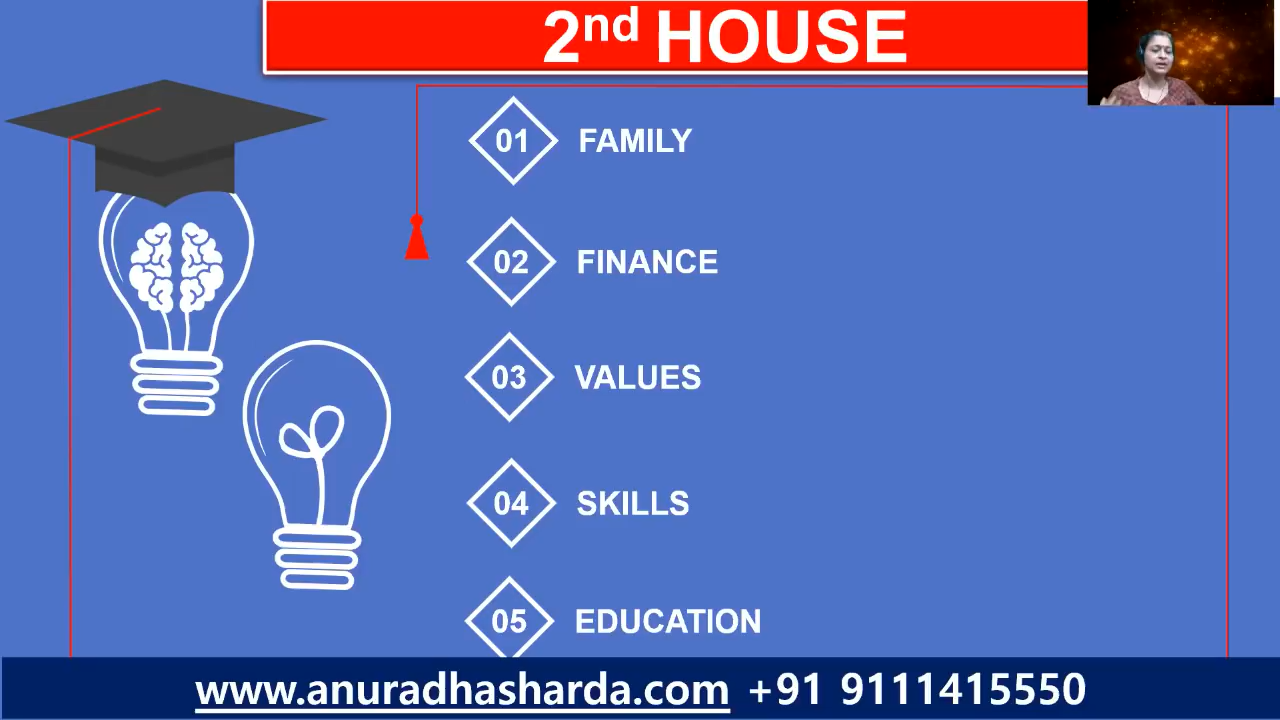 2nd HOUSE
01 FAMILY
02 FINANCE
03 VALUES
04 SKILLS
05 EDUCATION
www.anuradhasharda.com +91 9111415550